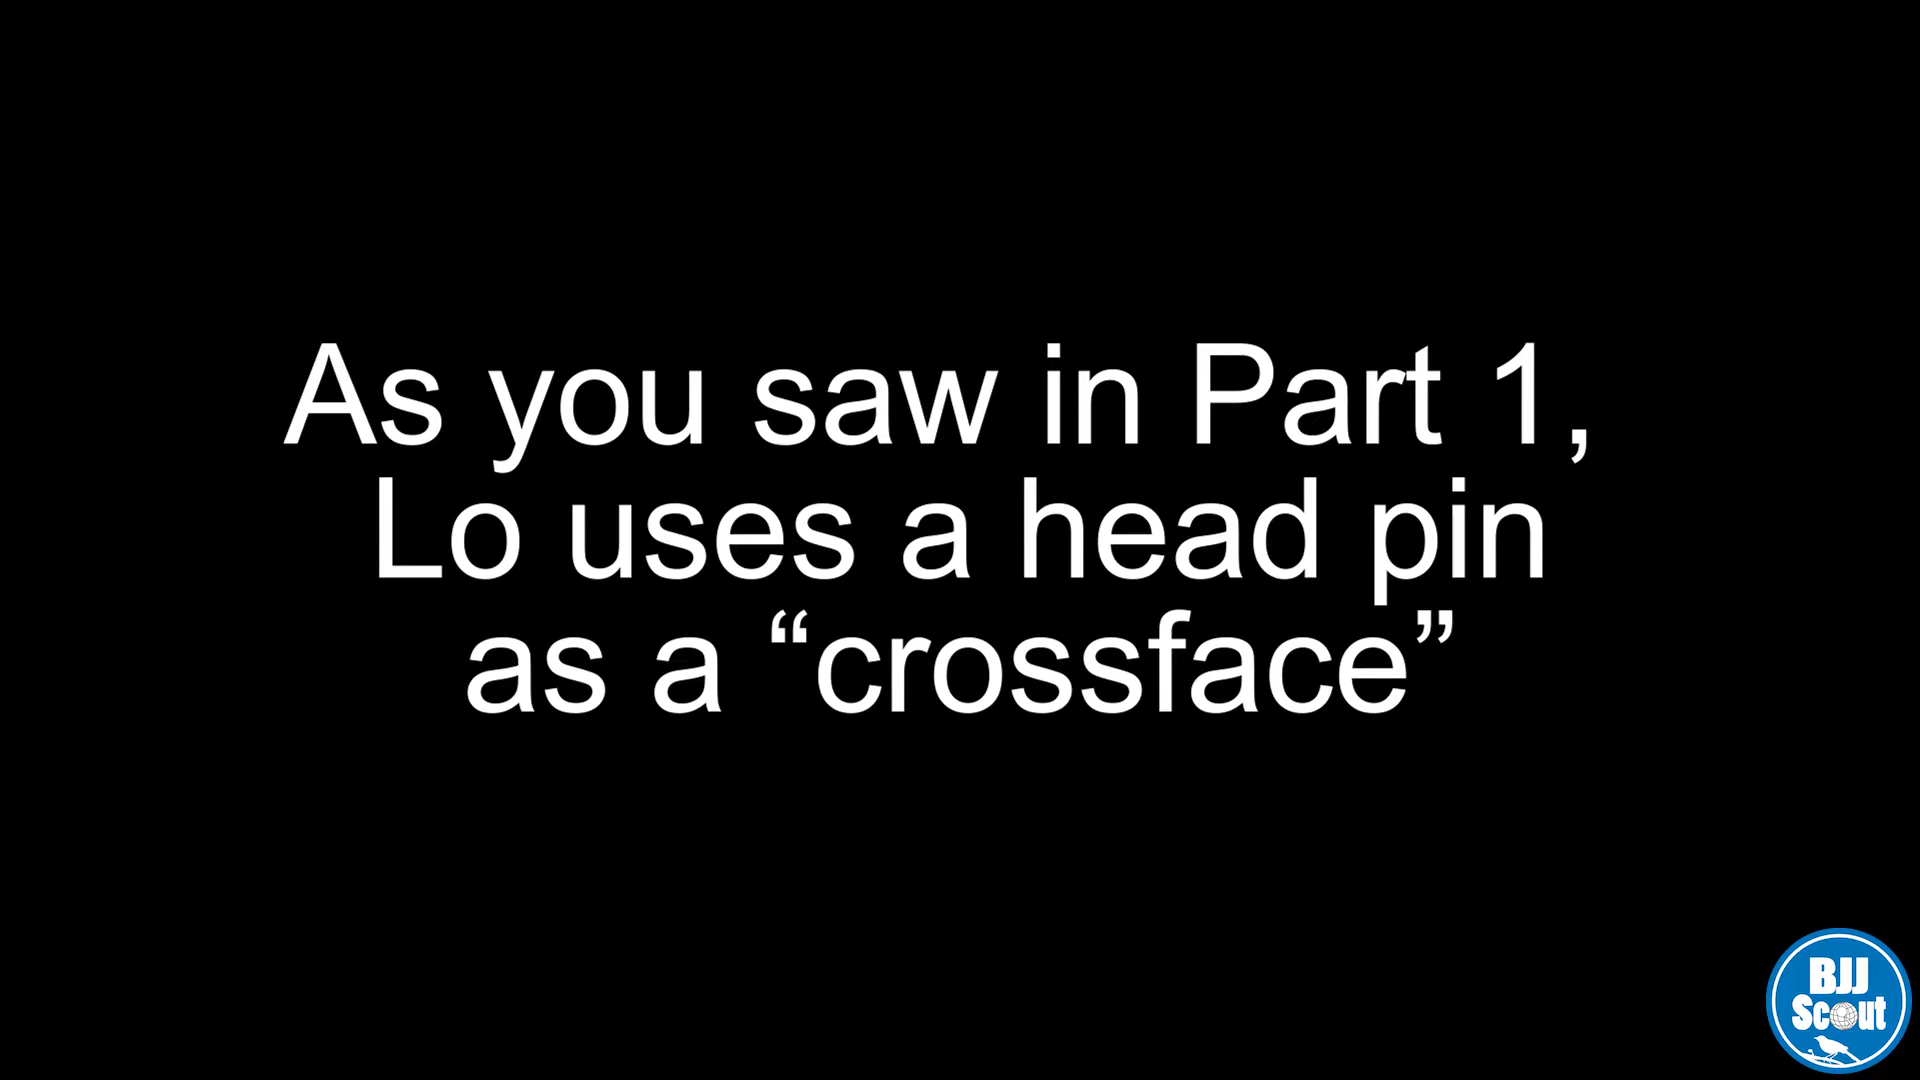 As you saw in Part 1,
Lo uses a head pin
as a “crossface”
BJJ
Scout